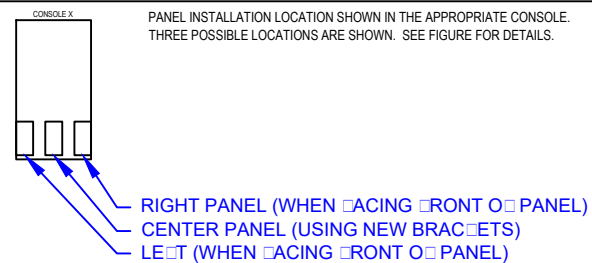 CONSOLE X
PANEL INSTALLATION LOCATION SHOWN IN THE APPROPRIATE CONSOLE.
THREE POSSIBLE LOCATIONS ARE SHOWN. SEE FIGURE FOR DETAILS.
RIGHT PANEL (WHEN □ACING □RONT O□ PANEL)
CENTER PANEL (USING NEW BRAC□ETS)
LE□T (WHEN □ACING □RONT O□ PANEL)